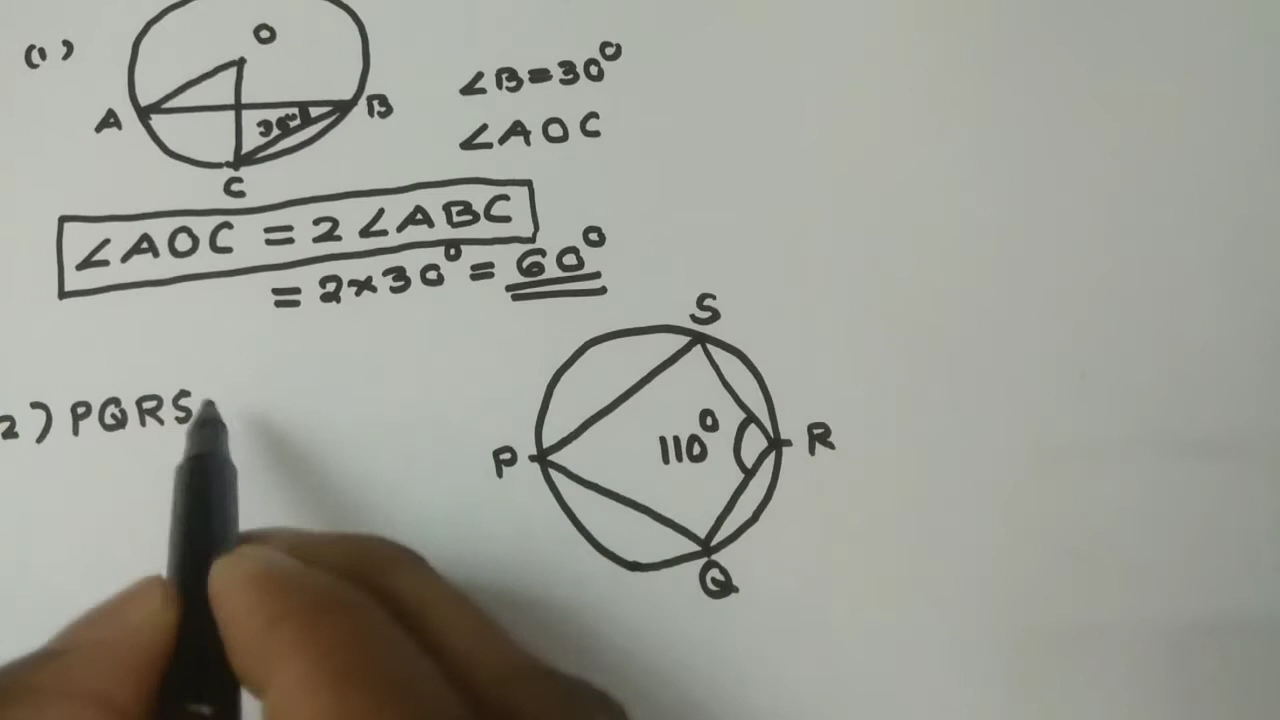 (1)
O
A
B
30°
C
∠B=30°
∠AOC
∠AOC = 2∠ABC
= 2×30° = 60°
2) PQRS
S
P
110°
R
Q